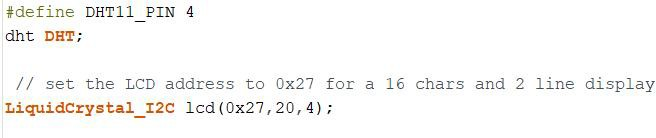 #define DHT11_PIN 4
dht DHT;
// set the LCD address to 0x27 for a 16 chars and 2 line display
LiquidCrystal_I2C lcd(0x27,20,4);